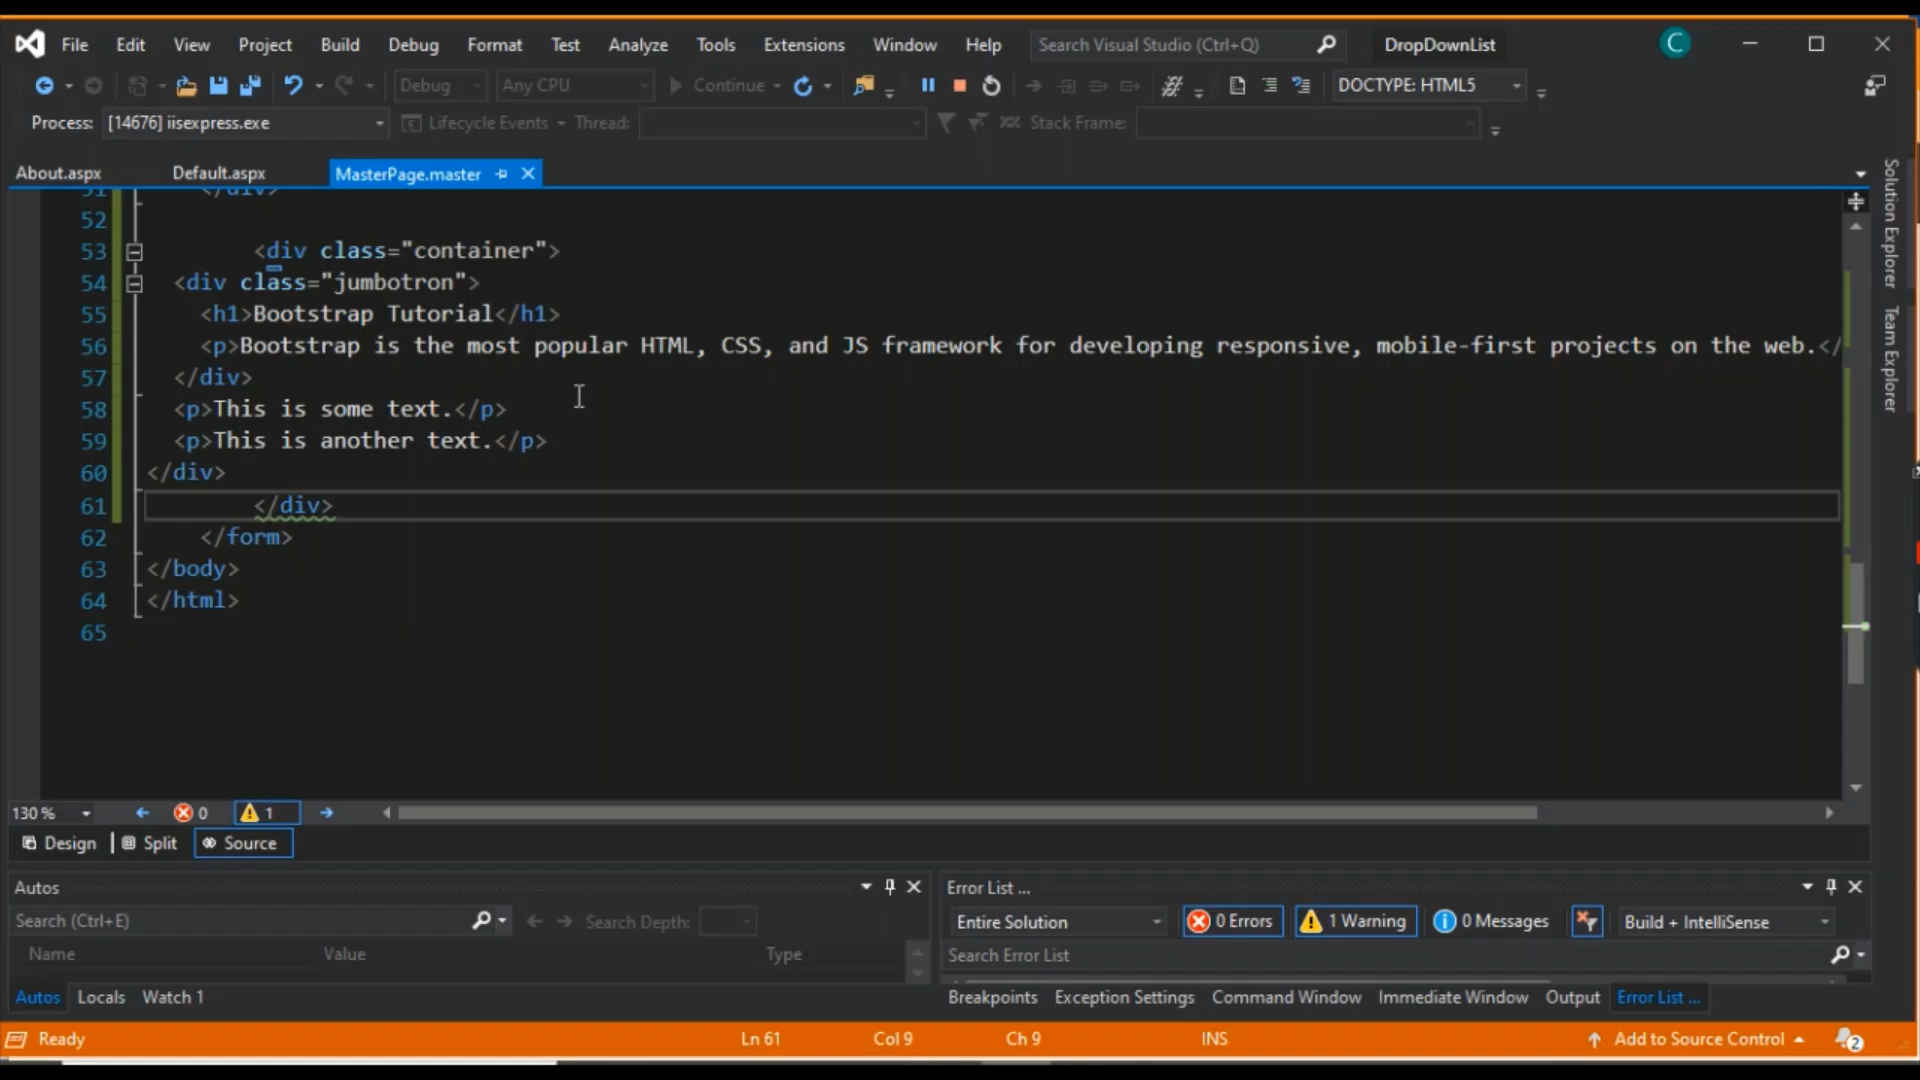 File Edit View Project Build Debug Format Test Analyze Tools Extensions Window Help Search Visual Studio (Ctrl+Q) DropDownList C
Debug Any CPU Continue DOCTYPE: HTML5
Process: [14676] iisexpress.exe Lifecycle Events Thread: Stack Frame:
About.aspx Default.aspx MasterPage.master
51 </div>
52
53 <div class="container">
54 <div class="jumbotron">
55 <h1>Bootstrap Tutorial</h1>
56 <p>Bootstrap is the most popular HTML, CSS, and JS framework for developing responsive, mobile-first projects on the web.</
57 </div>
58 <p>This is some text.</p>
59 <p>This is another text.</p>
60 </div>
61 </div>
62 </form>
63 </body>
64 </html>
65
Solution Explorer
Team Explorer
130 % 0 1
Design Split Source
Autos
Search (Ctrl+E) Search Depth:
Name Value Type
Autos Locals Watch 1
Error List ...
Entire Solution 0 Errors 1 Warning 0 Messages Build + IntelliSense
Search Error List
Breakpoints Exception Settings Command Window Immediate Window Output Error List ...
Ready Ln 61 Col 9 Ch 9 INS Add to Source Control 2